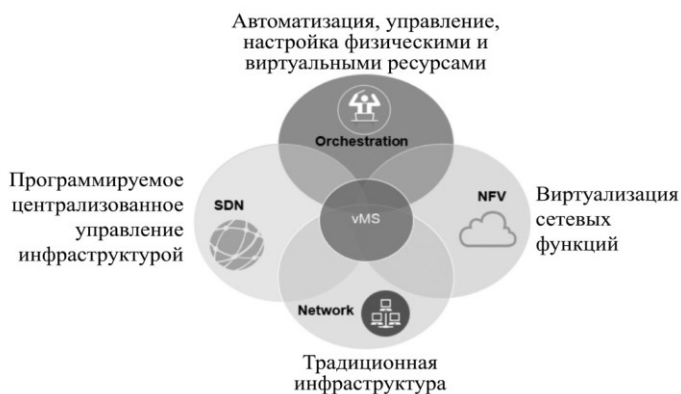 Автоматизация, управление,
настройка физическими и
виртуальными ресурсами
Orchestration
Программируемое
централизованное
управление
инфраструктурой
SDN
vMS
NFV
Виртуализация
сетевых
функций
Network
Традиционная
инфраструктура